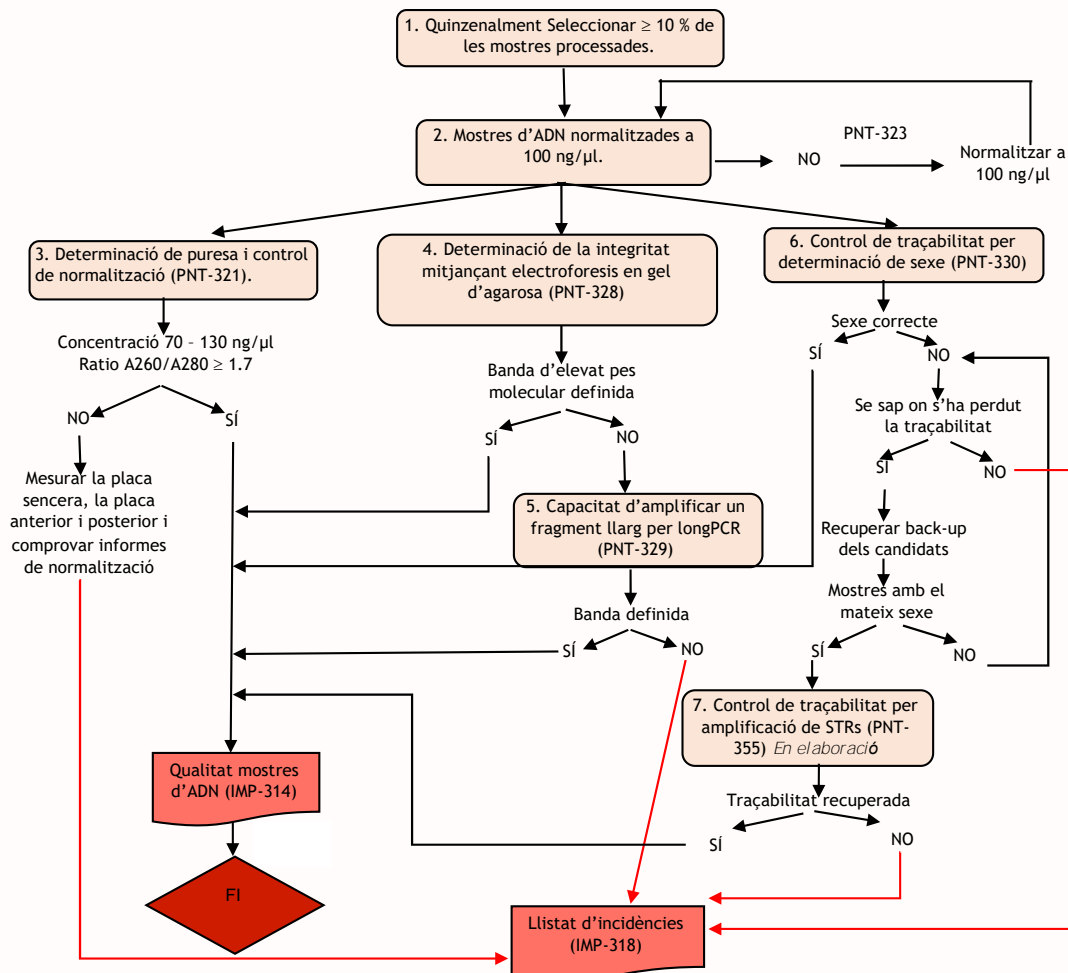 1. Quinzenalment Seleccionar ≥ 10 % de
les mostres processades.
2. Mostres d’ADN normalitzades a
100 ng/µl.
NO
PNT-323
Normalitzar a
100 ng/µl
3. Determinació de puresa i control
de normalització (PNT-321).
4. Determinació de la integritat
mitjançant electroforesis en gel
d’agarosa (PNT-328)
6. Control de traçabilitat per
determinació de sexe (PNT-330)
Concentració 70 – 130 ng/µl
Ratio A260/A280 ≥ 1.7
NO
SÍ
Banda d’elevat pes
molecular definida
SÍ
NO
Sexe correcte
SÍ
NO
Se sap on s’ha perdut
la traçabilitat
SI
NO
Mesurar la placa
sencera, la placa
anterior i posterior i
comprovar informes
de normalització
5. Capacitat d’amplificar un
fragment llarg per longPCR
(PNT-329)
Recuperar back-up
dels candidats
Mostres amb el
mateix sexe
SÍ
NO
Banda definida
SÍ
NO
7. Control de traçabilitat per
amplificació de STRs (PNT-
355) En elaboració
Traçabilitat recuperada
SÍ
NO
Qualitat mostres
d’ADN (IMP-314)
FI
Llistat d’incidències
(IMP-318)